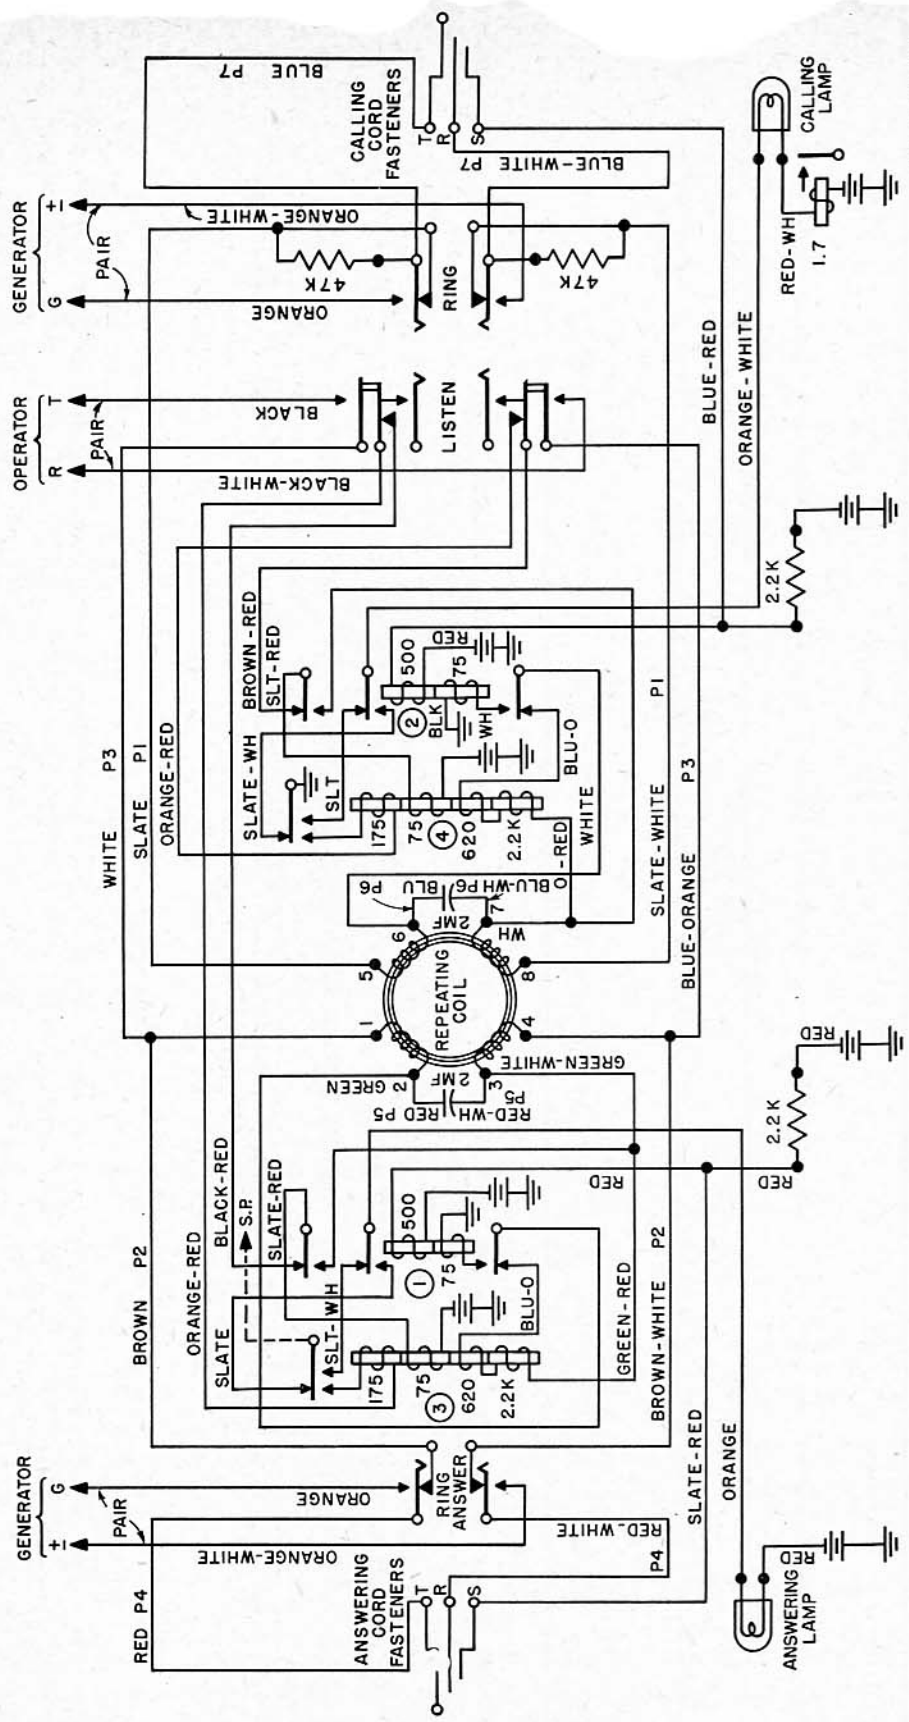 GENERATOR
+ -
G
PAIR
OPERATOR
R
T
PAIR
GENERATOR
G
+ -
PAIR
RED P4
BROWN P2
WHITE P3
SLATE P1
ORANGE-RED
ORANGE-RED
SLATE
BLACK-RED
S.P.
SLATE-RED
SLATE-WH
BROWN-RED
SLT-RED
BLACK-WHITE
BLACK
ORANGE
ORANGE-WHITE
BLUE P7
ORANGE-WHITE
ORANGE
SLT-WH
SLT
GREEN
47K
ANSWERING
CORD
FASTENERS
T
R
S
RING
ANSWER
175
75
620
2.2K
3
1
500
75
BLU-O
RED P5
2MF
RED-WH
P5
REPEATING
COIL
1
2
3
4
5
6
7
8
P6
BLU
2MF
BLU-WH P6
WH
175
75
620
2.2K
4
2
BLK
WH
500
75
RED
BLU-O
O-RED
WHITE
LISTEN
RING
CALLING
CORD
FASTENERS
T
R
S
47K
RED-WHITE
P4
GREEN-WHITE
GREEN-RED
BROWN-WHITE P2
RED
SLATE-WHITE P1
BLUE-ORANGE P3
BLUE-WHITE P7
SLATE-RED
ORANGE
BLUE-RED
ORANGE-WHITE
RED
2.2K
RED
2.2K
RED-WH
1.7
ANSWERING
LAMP
RED
CALLING
LAMP